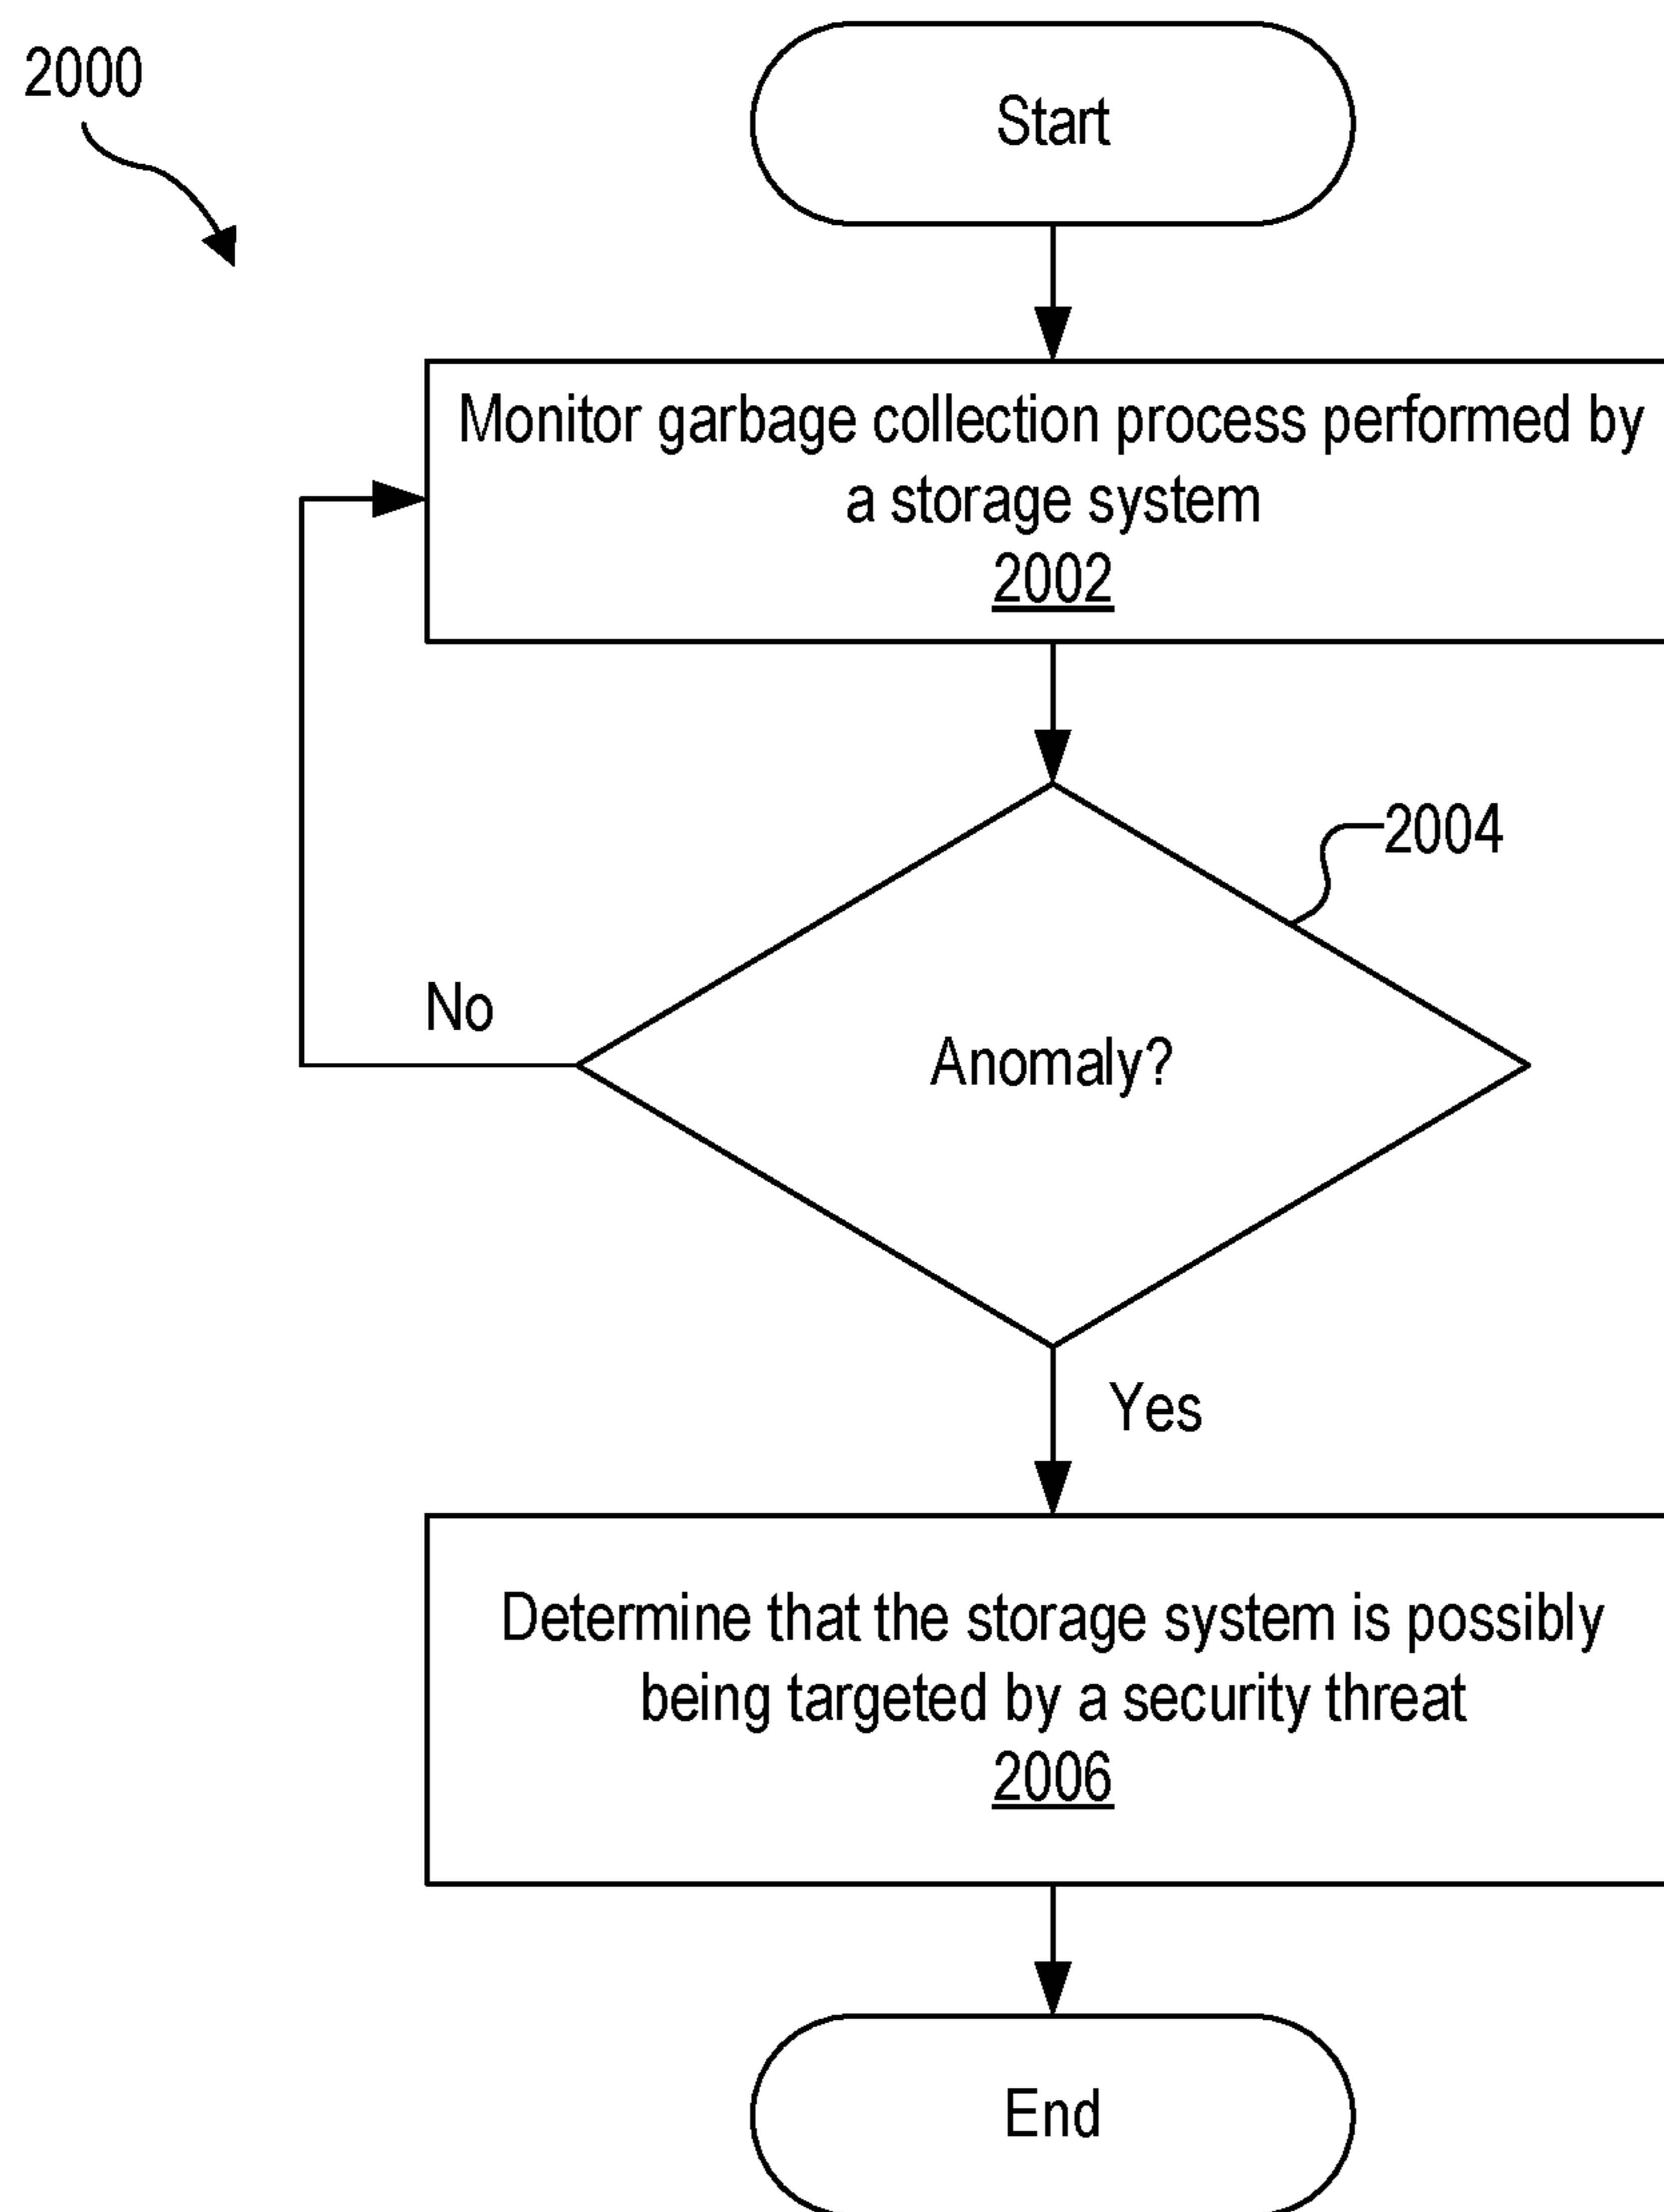 2000
Start
Monitor garbage collection process performed by
a storage system
2002
2004
Anomaly?
No
Yes
Determine that the storage system is possibly
being targeted by a security threat
2006
End